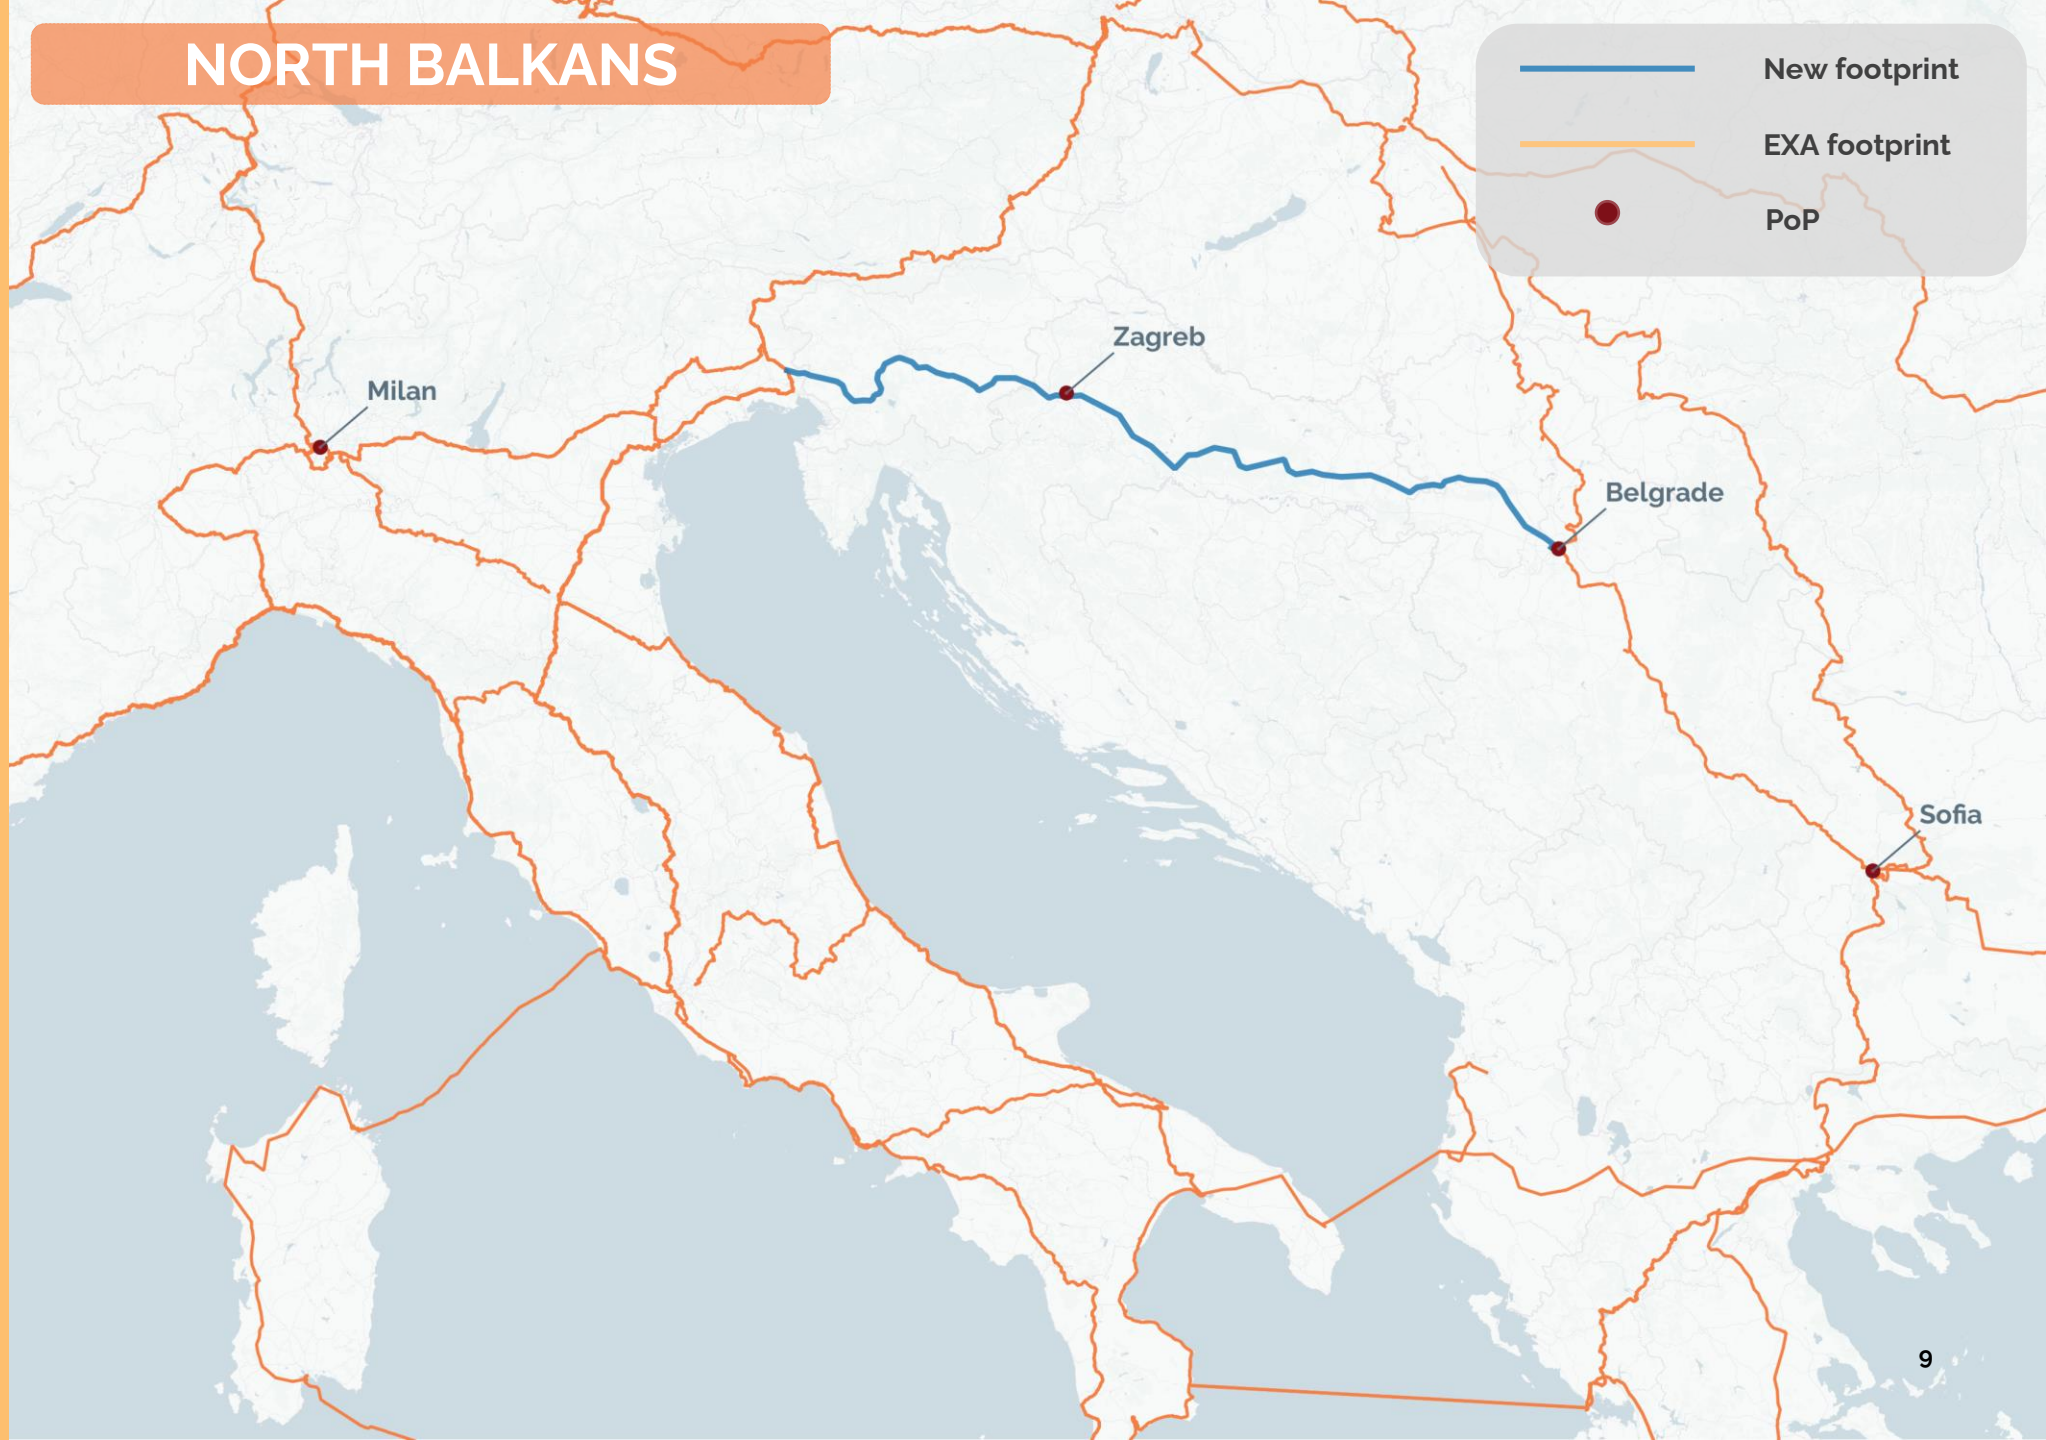 NORTH BALKANS
New footprint
EXA footprint
PoP
Zagreb
Milan
Belgrade
Sofia
9